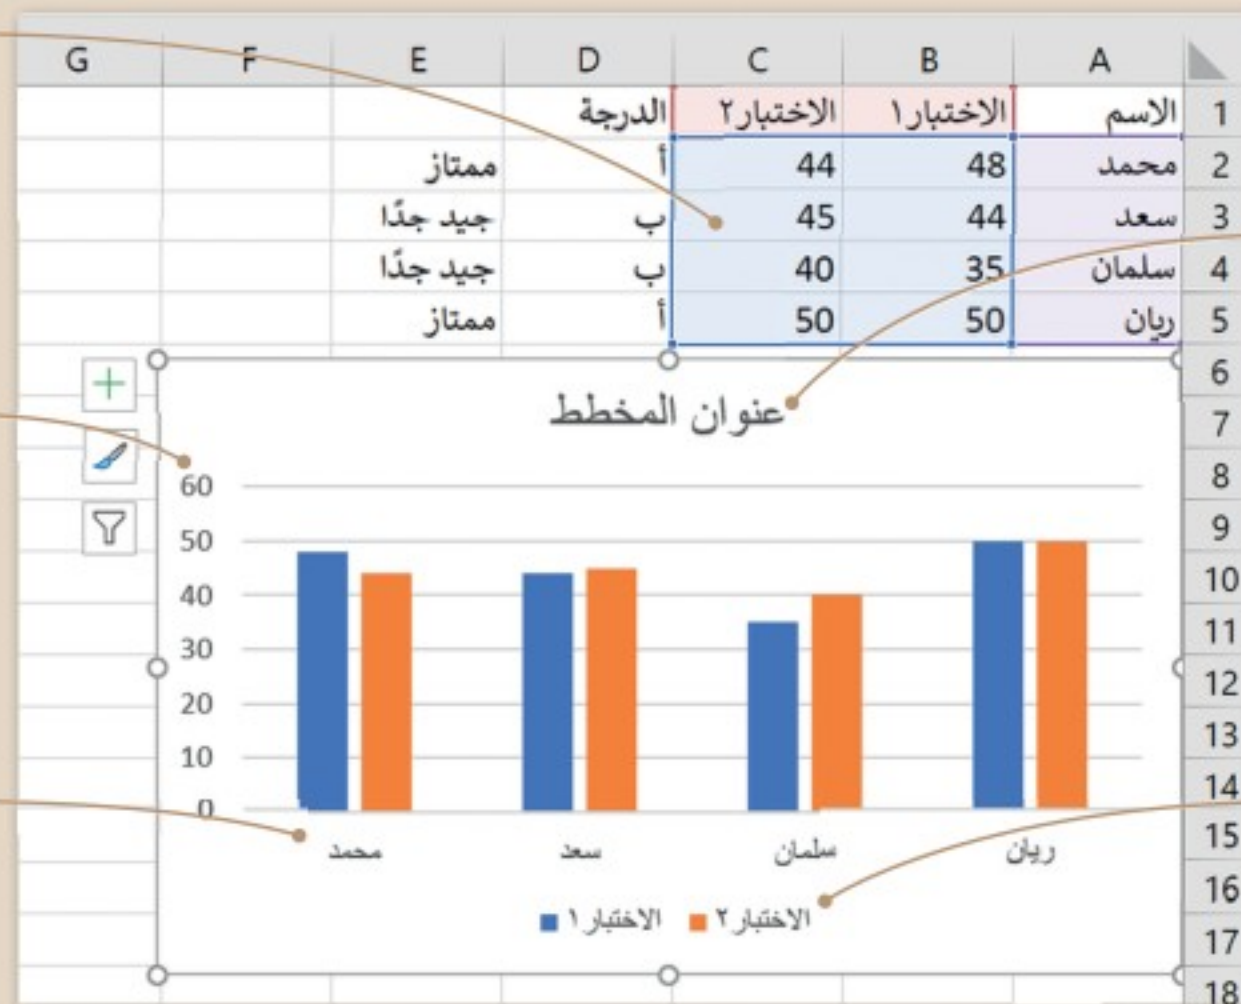 A B C D E F G
1 الاسم الاختبار١ الاختبار٢ الدرجة
2 محمد 48 44 أ ممتاز
3 سعد 44 45 ب جيد جدًا
4 سلمان 35 40 ب جيد جدًا
5 ريان 50 50 أ ممتاز
6
7
8
9
10
11
12
13
14
15
16
17
18
عنوان المخطط
60
50
40
30
20
10
0
محمد سعد سلمان ريان
الاختبار١ الاختبار٢